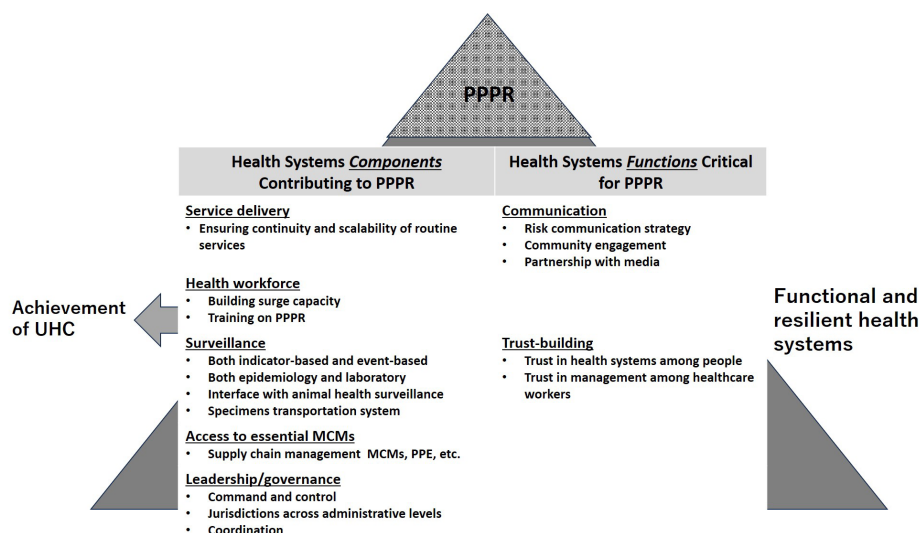 PPPR
Health Systems Components
Contributing to PPPR
Health Systems Functions Critical
for PPPR
Service delivery
• Ensuring continuity and scalability of routine
services
Health workforce
• Building surge capacity
• Training on PPPR
Surveillance
• Both indicator-based and event-based
• Both epidemiology and laboratory
• Interface with animal health surveillance
• Specimens transportation system
Access to essential MCMs
• Supply chain management MCMs, PPE, etc.
Leadership/governance
• Command and control
• Jurisdictions across administrative levels
• Coordination
Communication
• Risk communication strategy
• Community engagement
• Partnership with media
Trust-building
• Trust in health systems among people
• Trust in management among healthcare
workers
Achievement
of UHC
Functional and
resilient health
systems